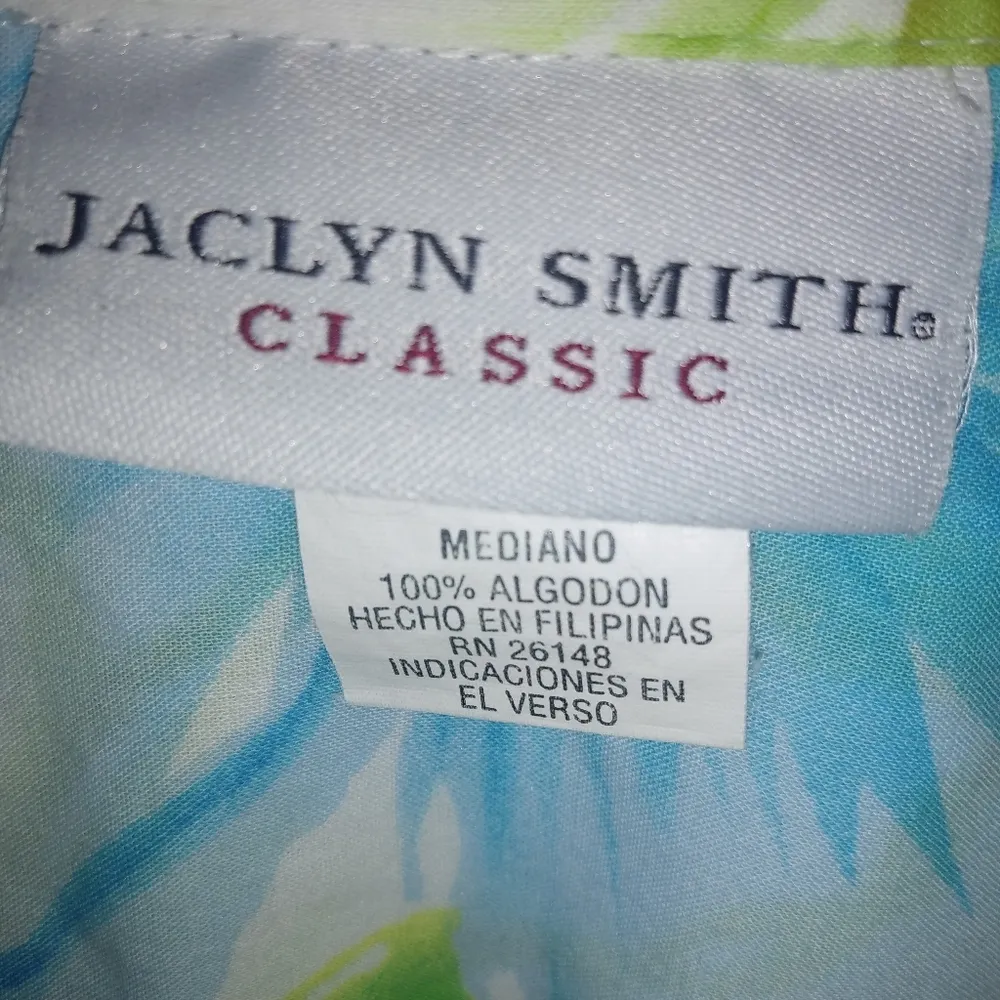 JACLYN SMITH®
CLASSIC
MEDIANO
100% ALGODON
HECHO EN FILIPINAS
RN 26148
INDICACIONES EN
EL VERSO